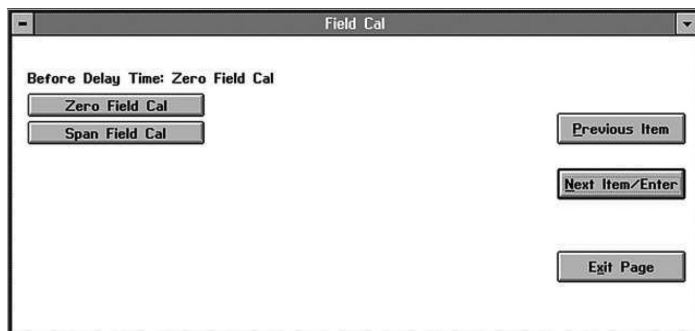 Field Cal
Before Delay Time: Zero Field Cal
Zero Field Cal
Span Field Cal
Previous Item
Next Item/Enter
Exit Page